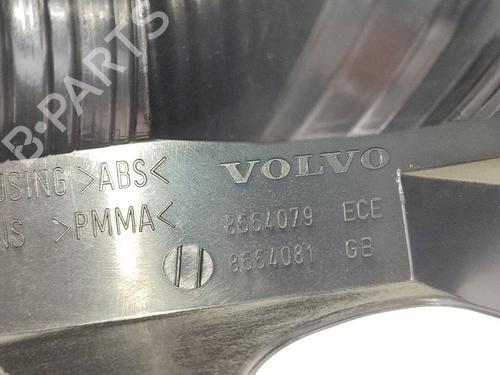 B-PARTS
USING >ABS< VOLVO
NS >PMMA< 8664079 ECE
8664081 GB